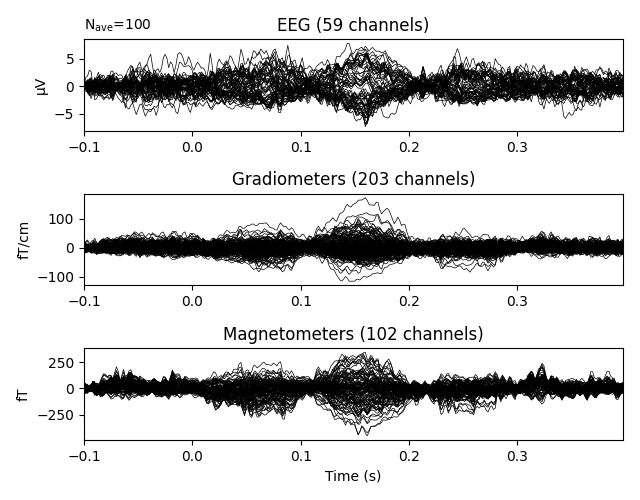 N_ave=100
EEG (59 channels)
5
0
−5
µV
−0.1 0.0 0.1 0.2 0.3
Gradiometers (203 channels)
100
0
−100
fT/cm
−0.1 0.0 0.1 0.2 0.3
Magnetometers (102 channels)
250
0
−250
fT
−0.1 0.0 0.1 0.2 0.3
Time (s)